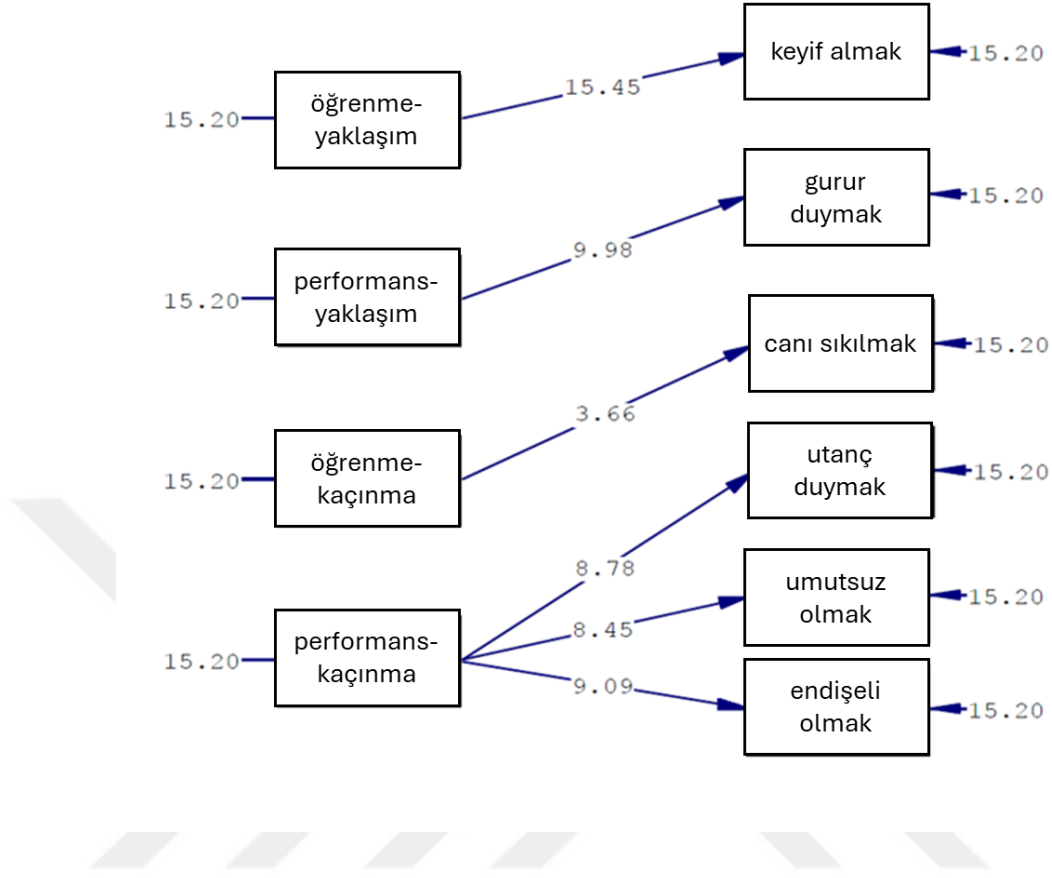 keyif almak
15.20
15.45
öğrenme-
yaklaşım
15.20
gurur
duymak
15.20
9.98
performans-
yaklaşım
15.20
canı sıkılmak
15.20
3.66
öğrenme-
kaçınma
15.20
utanç
duymak
15.20
8.78
umutsuz
olmak
15.20
8.45
performans-
kaçınma
15.20
9.09
endişeli
olmak
15.20